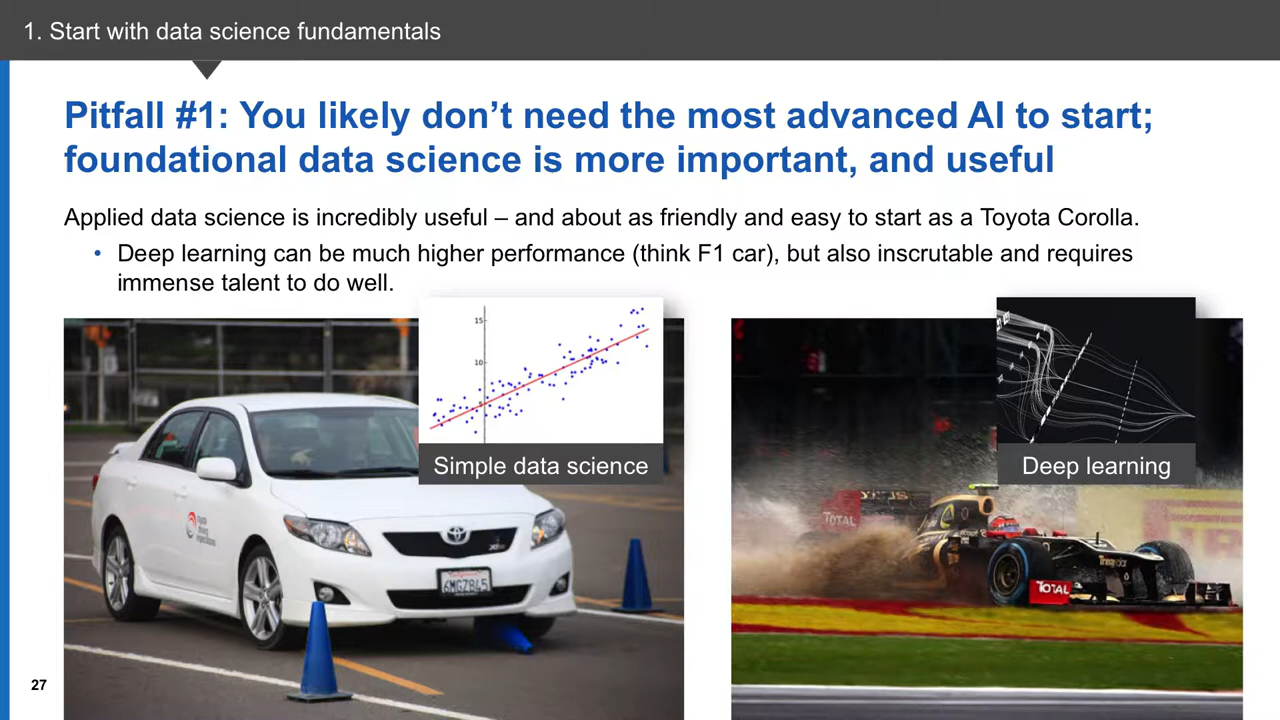 1. Start with data science fundamentals
Pitfall #1: You likely don’t need the most advanced AI to start;
foundational data science is more important, and useful
Applied data science is incredibly useful – and about as friendly and easy to start as a Toyota Corolla.
• Deep learning can be much higher performance (think F1 car), but also inscrutable and requires
immense talent to do well.
15
10
Simple data science
Deep learning
TOTAL
TOTAL
6MGZ845
27